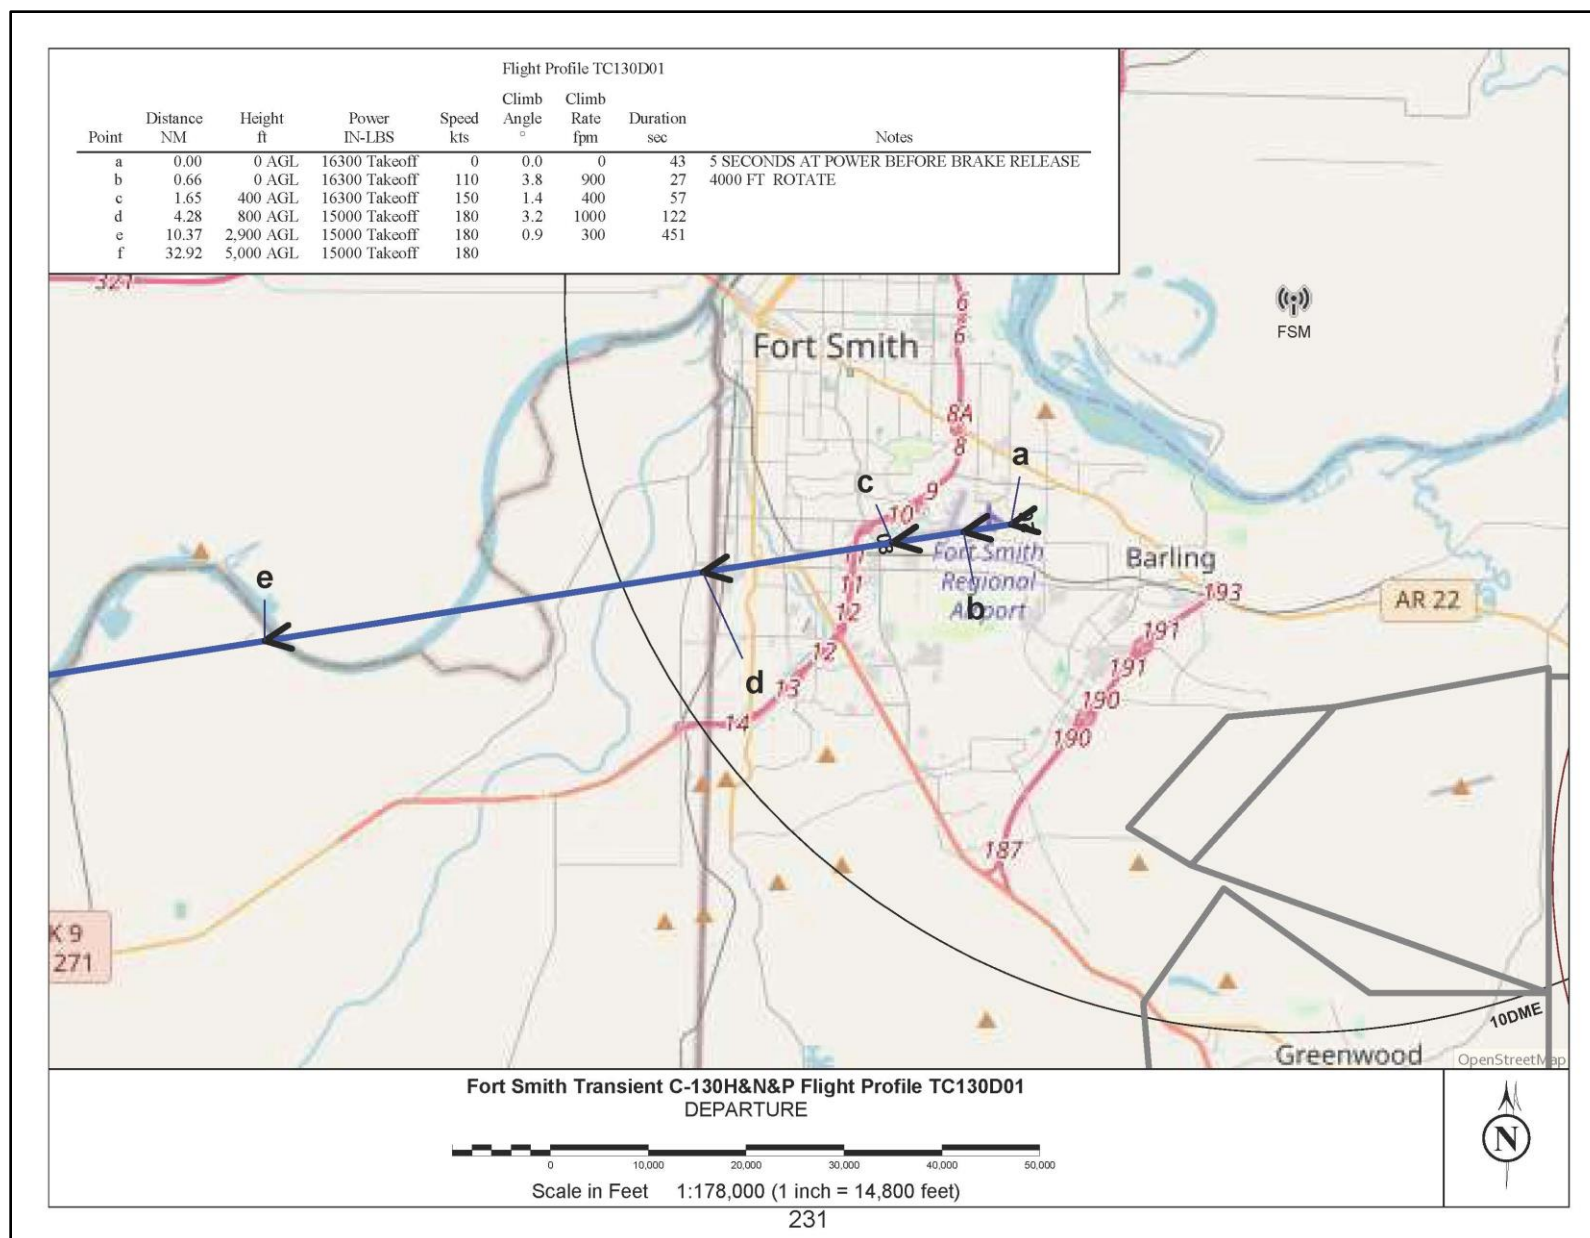 Flight Profile TC130D01
Climb Climb
Distance Height Power Speed Angle Rate Duration
Point NM ft IN-LBS kts ° fpm sec Notes
a 0.00 0 AGL 16300 Takeoff 0 0.0 0 43 5 SECONDS AT POWER BEFORE BRAKE RELEASE
b 0.66 0 AGL 16300 Takeoff 110 3.8 900 27 4000 FT ROTATE
c 1.65 400 AGL 16300 Takeoff 150 1.4 400 57
d 4.28 800 AGL 15000 Takeoff 180 3.2 1000 122
e 10.37 2,900 AGL 15000 Takeoff 180 0.9 300 451
f 32.92 5,000 AGL 15000 Takeoff 180
321
6
6
FSM
Fort Smith
8A
8
a
c
9
10
08
Fort Smith
Regional
Airport
Barling
e
11
b
12
193
AR 22
191
12
191
d
13
190
14
190
187
K 9
271
10DME
Greenwood
OpenStreetMap
Fort Smith Transient C-130H&N&P Flight Profile TC130D01
DEPARTURE
0 10,000 20,000 30,000 40,000 50,000
Scale in Feet 1:178,000 (1 inch = 14,800 feet)
N
231